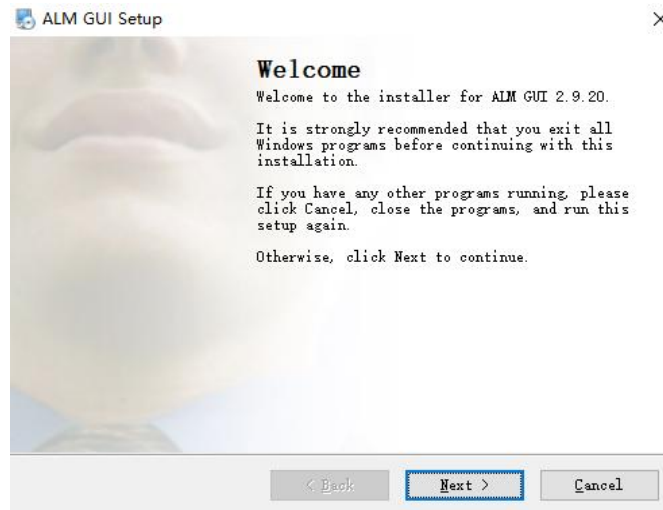 ALM GUI Setup
Welcome
Welcome to the installer for ALM GUI 2.9.20.
It is strongly recommended that you exit all
Windows programs before continuing with this
installation.
If you have any other programs running, please
click Cancel, close the programs, and run this
setup again.
Otherwise, click Next to continue.
< Back Next > Cancel